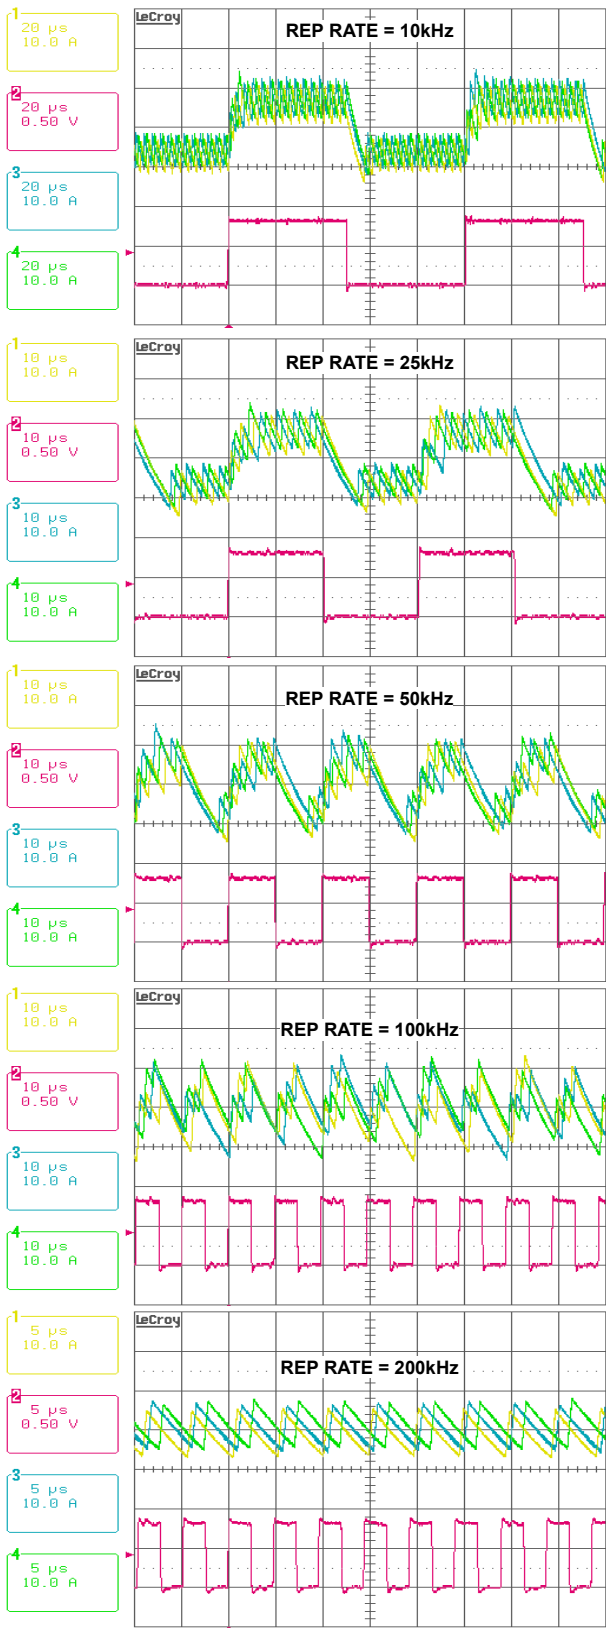 LeCroy
REP RATE = 10kHz
1
20 µs
10.0 A
2
20 µs
0.50 V
3
20 µs
10.0 A
4
20 µs
10.0 A
LeCroy
REP RATE = 25kHz
1
10 µs
10.0 A
2
10 µs
0.50 V
3
10 µs
10.0 A
4
10 µs
10.0 A
LeCroy
REP RATE = 50kHz
1
10 µs
10.0 A
2
10 µs
0.50 V
3
10 µs
10.0 A
4
10 µs
10.0 A
LeCroy
REP RATE = 100kHz
1
10 µs
10.0 A
2
10 µs
0.50 V
3
10 µs
10.0 A
4
10 µs
10.0 A
LeCroy
REP RATE = 200kHz
1
5 µs
10.0 A
2
5 µs
0.50 V
3
5 µs
10.0 A
4
5 µs
10.0 A